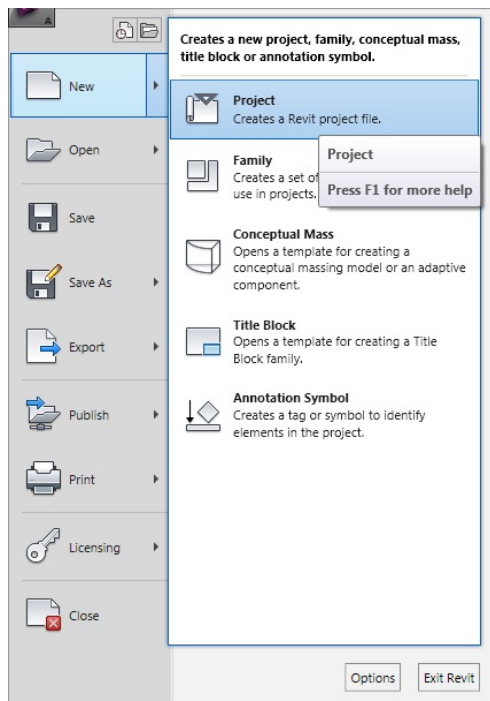 A
New
Open
Save
Save As
Export
Publish
Print
Licensing
Close
Creates a new project, family, conceptual mass,
title block or annotation symbol.
Project
Creates a Revit project file.
Family
Creates a set of
use in projects.
Project
Press F1 for more help
Conceptual Mass
Opens a template for creating a
conceptual massing model or an adaptive
component.
Title Block
Opens a template for creating a Title
Block family.
Annotation Symbol
Creates a tag or symbol to identify
elements in the project.
Options
Exit Revit